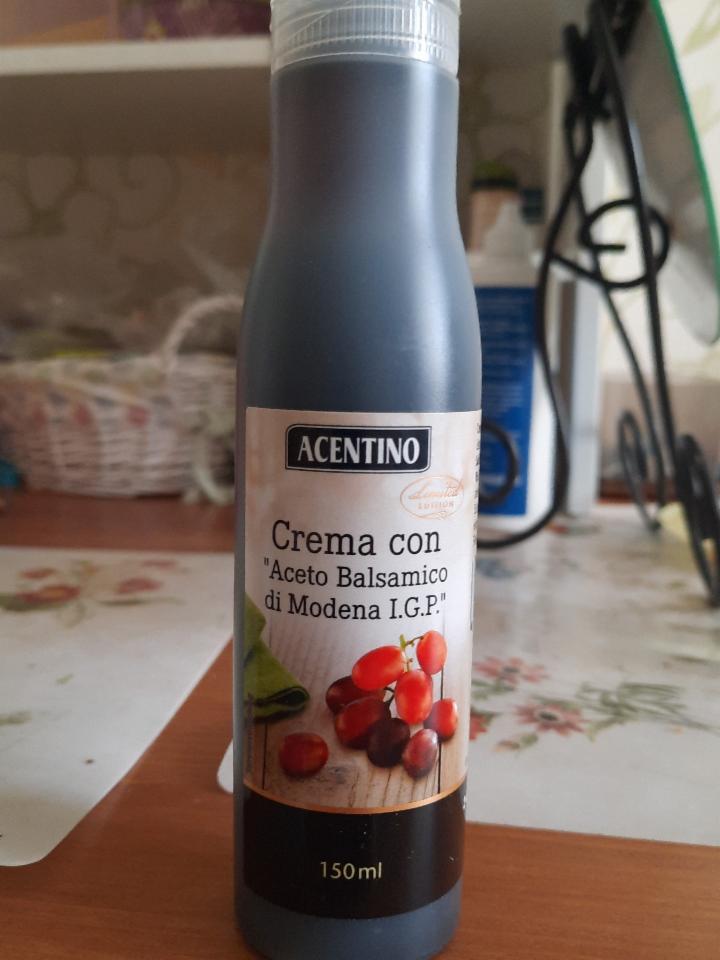 ACENTINO
Limited
EDITION
Crema con
"Aceto Balsamico
di Modena I.G.P."
150ml